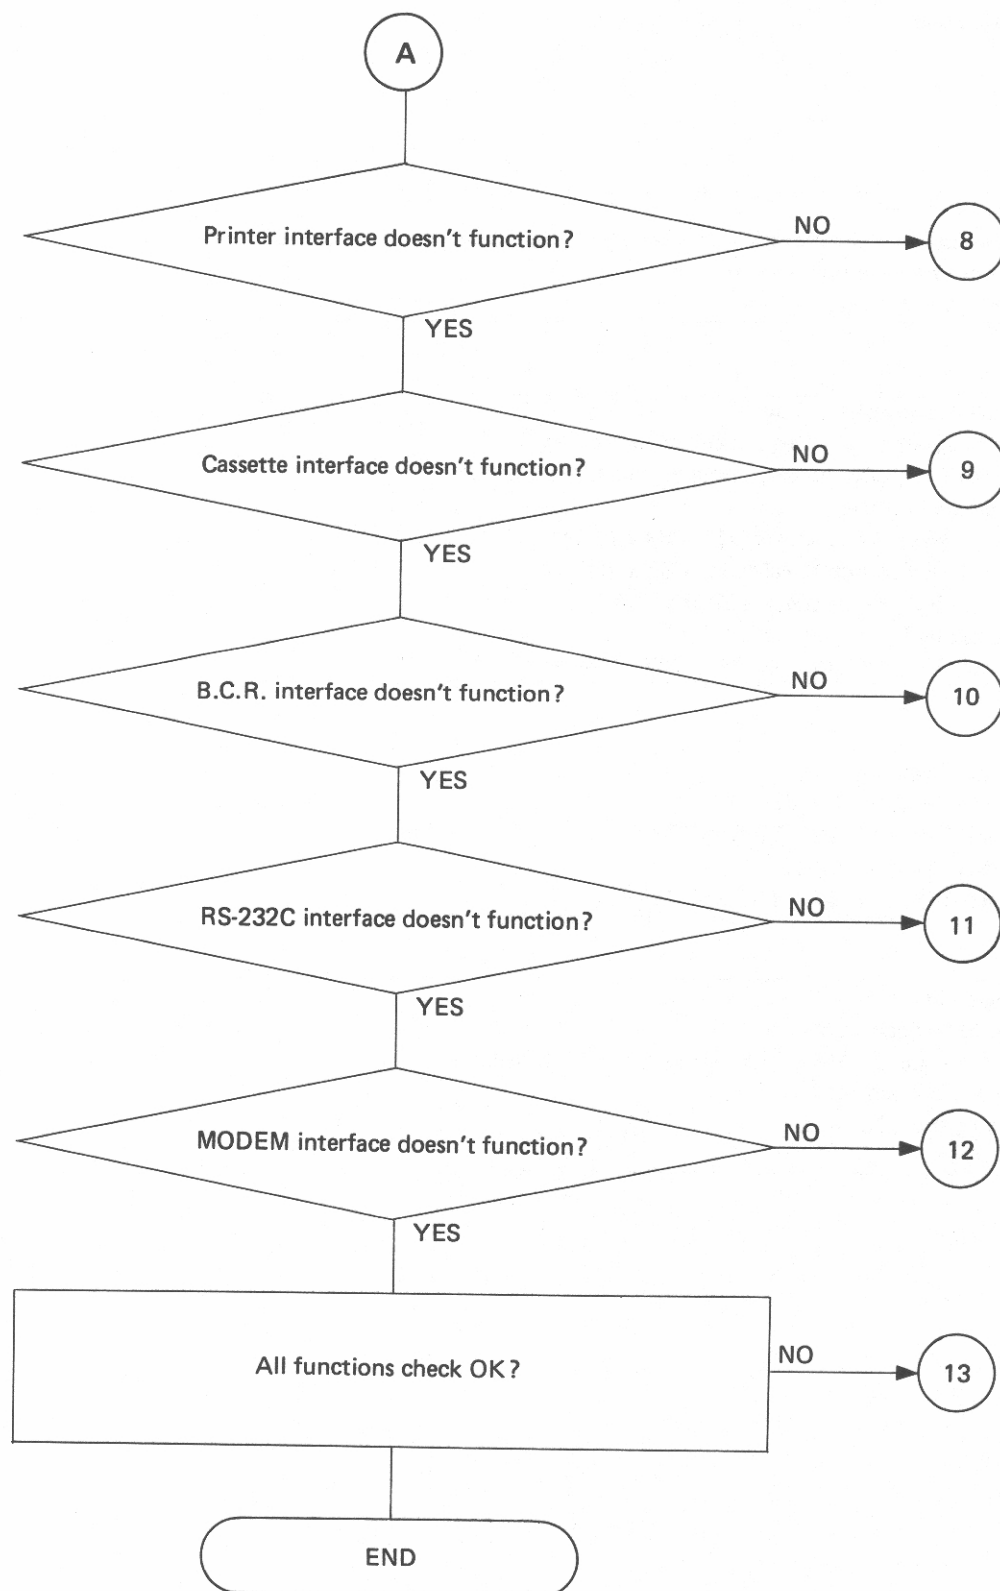 A
Printer interface doesn't function?
NO
8
YES
Cassette interface doesn't function?
NO
9
YES
B.C.R. interface doesn't function?
NO
10
YES
RS-232C interface doesn't function?
NO
11
YES
MODEM interface doesn't function?
NO
12
YES
All functions check OK?
NO
13
END